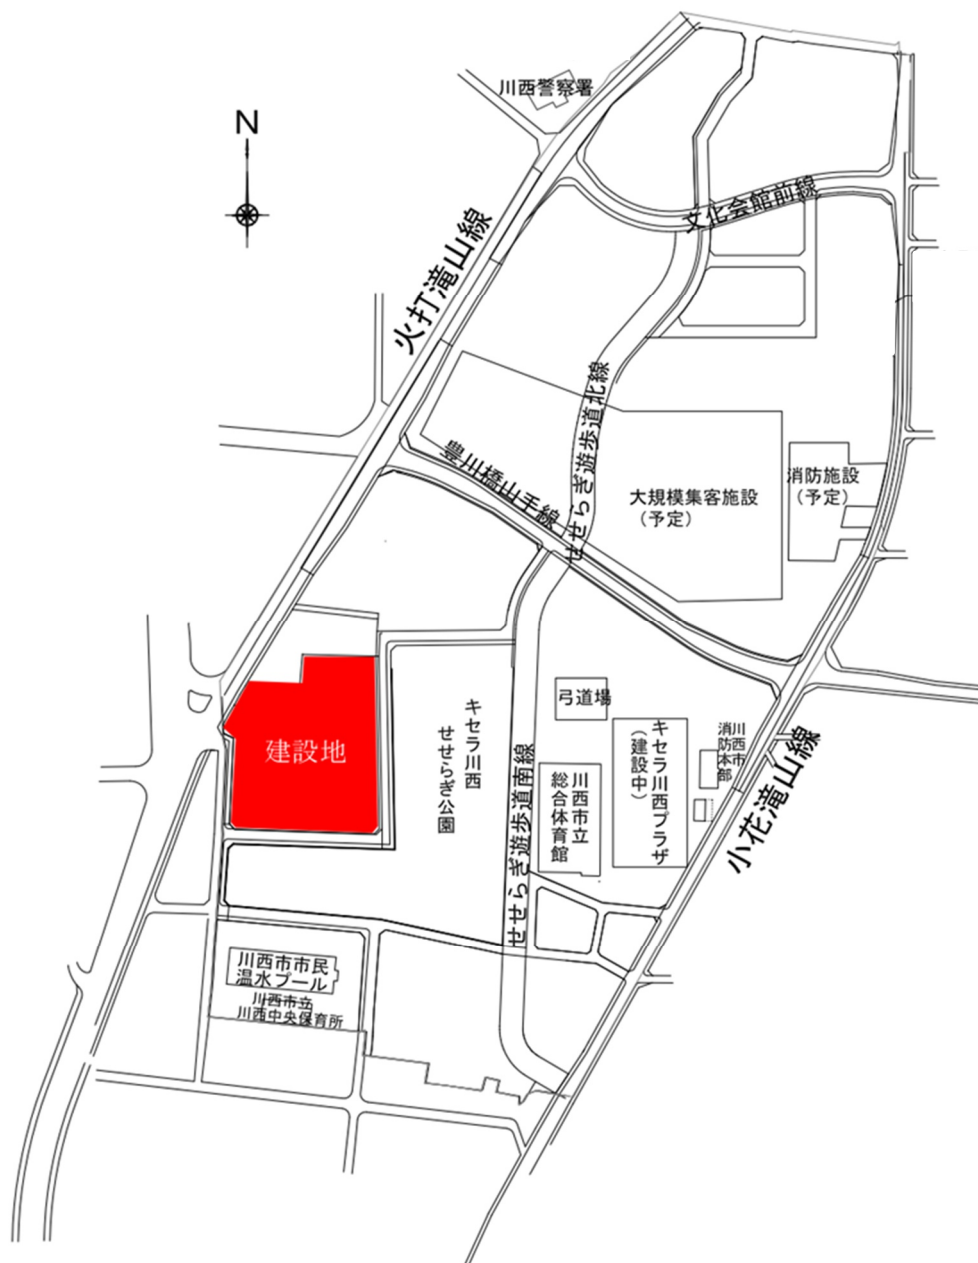 川西警察署
N
文化会館前線
火打滝山線
せせらぎ遊歩道北線
豊川橋山手線
大規模集客施設
（予定）
消防施設
（予定）
建設地
キセラ川西
せせらぎ公園
せせらぎ遊歩道南線
弓道場
川西市立
総合体育館
キセラ川西プラザ
（建設中）
川西市
消防本部
小花滝山線
川西市市民
温水プール
川西市立
川西中央保育所